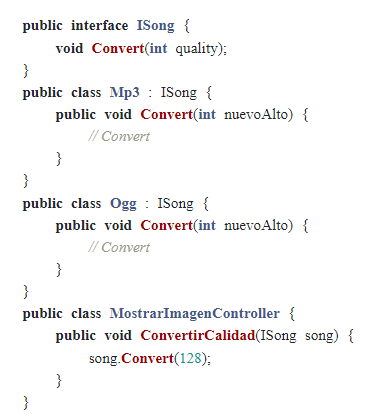 public interface ISong {
void Convert(int quality);
}
public class Mp3 : ISong {
public void Convert(int nuevoAlto) {
// Convert
}
}
public class Ogg : ISong {
public void Convert(int nuevoAlto) {
// Convert
}
}
public class MostrarImagenController {
public void ConvertirCalidad(ISong song) {
song.Convert(128);
}
}